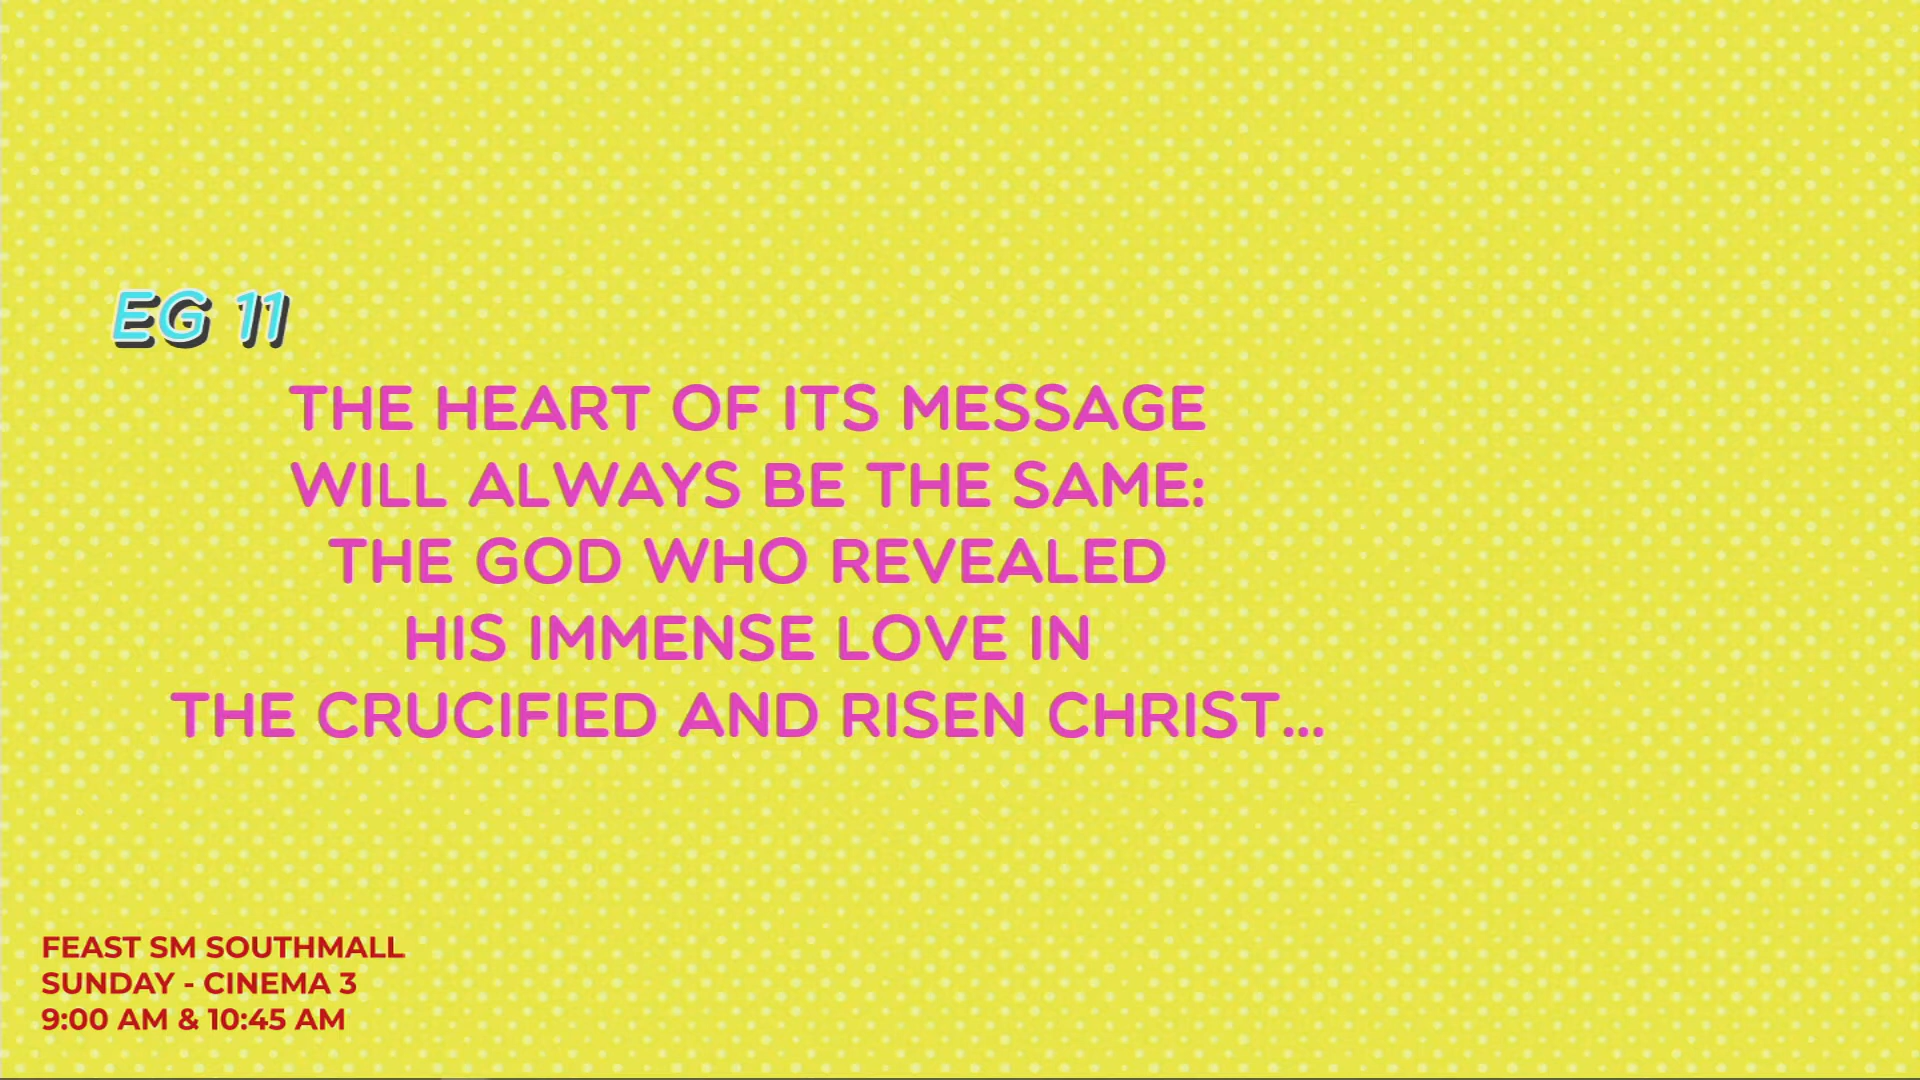 EG 11
THE HEART OF ITS MESSAGE
WILL ALWAYS BE THE SAME:
THE GOD WHO REVEALED
HIS IMMENSE LOVE IN
THE CRUCIFIED AND RISEN CHRIST...
FEAST SM SOUTHMALL
SUNDAY - CINEMA 3
9:00 AM & 10:45 AM